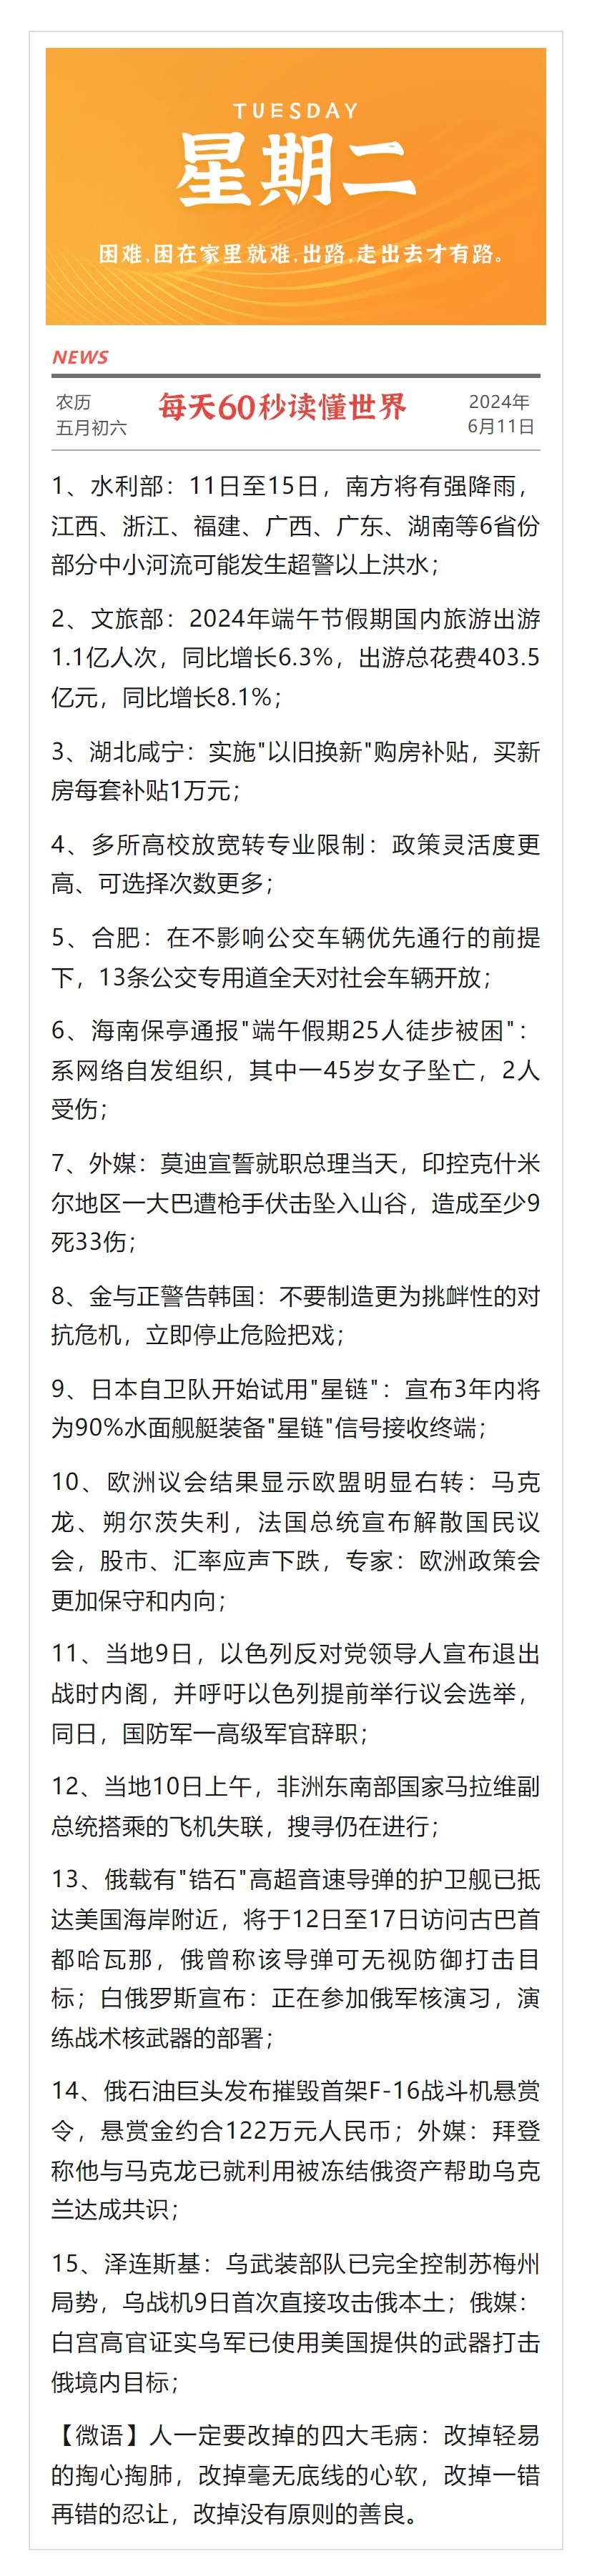 TUESDAY
星期二
困难.困在家里就难.出路.走出去才有路。
NEWS
农历
五月初六
每天60秒读懂世界
2024年
6月11日
1、水利部：11日至15日，南方将有强降雨，
江西、浙江、福建、广西、广东、湖南等6省份
部分中小河流可能发生超警以上洪水；
2、文旅部：2024年端午节假期国内旅游出游
1.1亿人次，同比增长6.3%，出游总花费403.5
亿元，同比增长8.1%；
3、湖北咸宁：实施"以旧换新"购房补贴，买新
房每套补贴1万元；
4、多所高校放宽转专业限制：政策灵活度更
高、可选择次数更多；
5、合肥：在不影响公交车辆优先通行的前提
下，13条公交专用道全天对社会车辆开放；
6、海南保亭通报"端午假期25人徒步被困"：
系网络自发组织，其中一45岁女子坠亡，2人
受伤；
7、外媒：莫迪宣誓就职总理当天，印控克什米
尔地区一大巴遭枪手伏击坠入山谷，造成至少9
死33伤；
8、金与正警告韩国：不要制造更为挑衅性的对
抗危机，立即停止危险把戏；
9、日本自卫队开始试用"星链"：宣布3年内将
为90%水面舰艇装备"星链"信号接收终端；
10、欧洲议会结果显示欧盟明显右转：马克
龙、朔尔茨失利，法国总统宣布解散国民议
会，股市、汇率应声下跌，专家：欧洲政策会
更加保守和内向；
11、当地9日，以色列反对党领导人宣布退出
战时内阁，并呼吁以色列提前举行议会选举，
同日，国防军一高级军官辞职；
12、当地10日上午，非洲东南部国家马拉维副
总统搭乘的飞机失联，搜寻仍在进行；
13、俄载有"锆石"高超音速导弹的护卫舰已抵
达美国海岸附近，将于12日至17日访问古巴首
都哈瓦那，俄曾称该导弹可无视防御打击目
标；白俄罗斯宣布：正在参加俄军核演习，演
练战术核武器的部署；
14、俄石油巨头发布摧毁首架F-16战斗机悬赏
令，悬赏金约合122万元人民币；外媒：拜登
称他与马克龙已就利用被冻结俄资产帮助乌克
兰达成共识；
15、泽连斯基：乌武装部队已完全控制苏梅州
局势，乌战机9日首次直接攻击俄本土；俄媒：
白宫高官证实乌军已使用美国提供的武器打击
俄境内目标；
【微语】人一定要改掉的四大毛病：改掉轻易
的掏心掏肺，改掉毫无底线的心软，改掉一错
再错的忍让，改掉没有原则的善良。